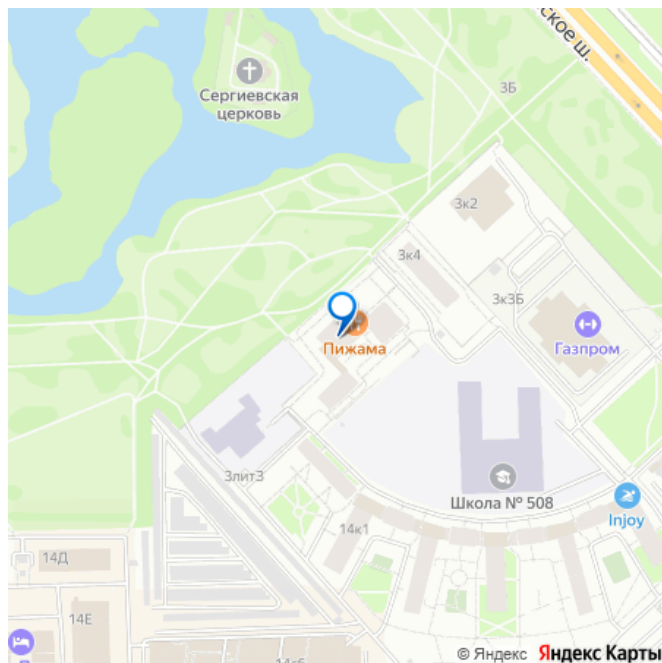 ское ш.
3Б
Сергиевская
церковь
3к2
3к4
3к3Б
Пижама
Газпром
3лит3
Школа № 508
Injoy
14к1
14Д
14Е
© Яндекс Яндекс Карты